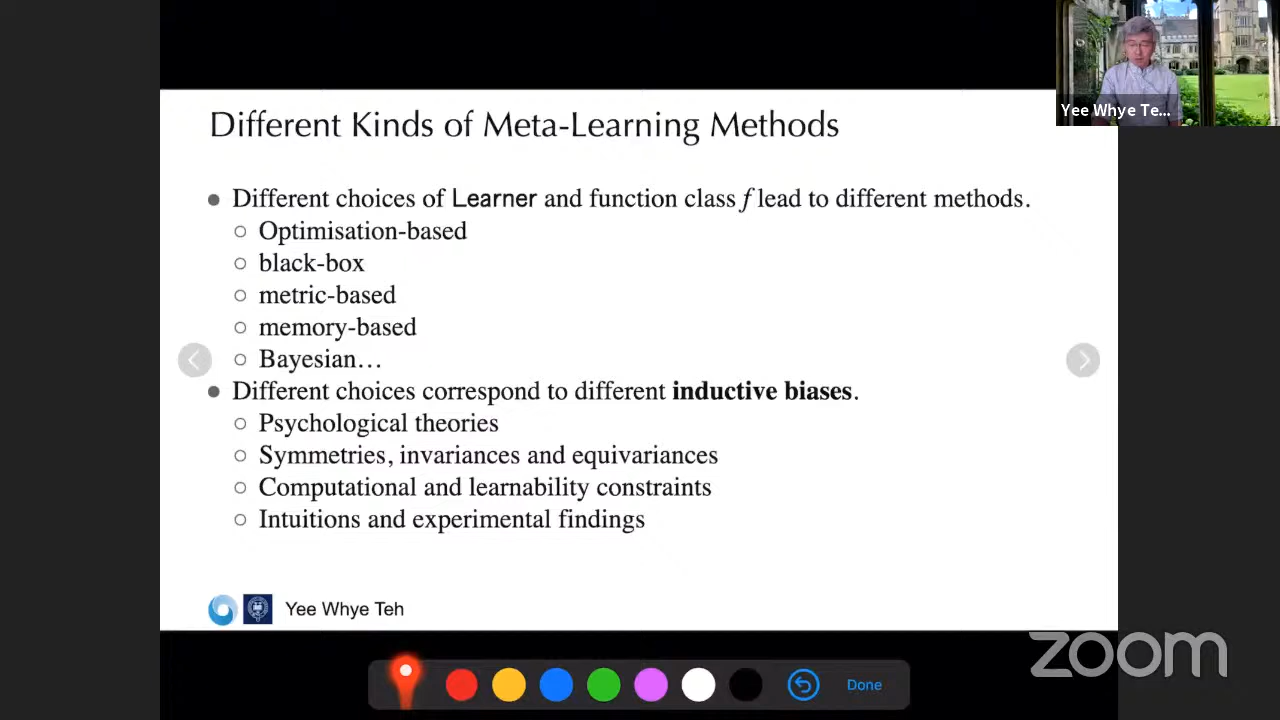 Yee Whye Te...
Different Kinds of Meta-Learning Methods
Different choices of Learner and function class f lead to different methods.
Optimisation-based
black-box
metric-based
memory-based
Bayesian…
Different choices correspond to different inductive biases.
Psychological theories
Symmetries, invariances and equivariances
Computational and learnability constraints
Intuitions and experimental findings
Yee Whye Teh
zoom
Done